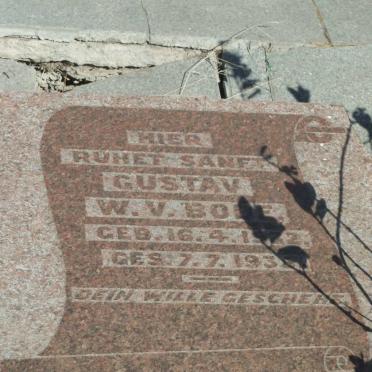 HIER
RUHET SANFT
GUSTAV
W. V.
GEB. 16. 4.
GES. 7. 7.
DEIN WILLE GESCHEHE